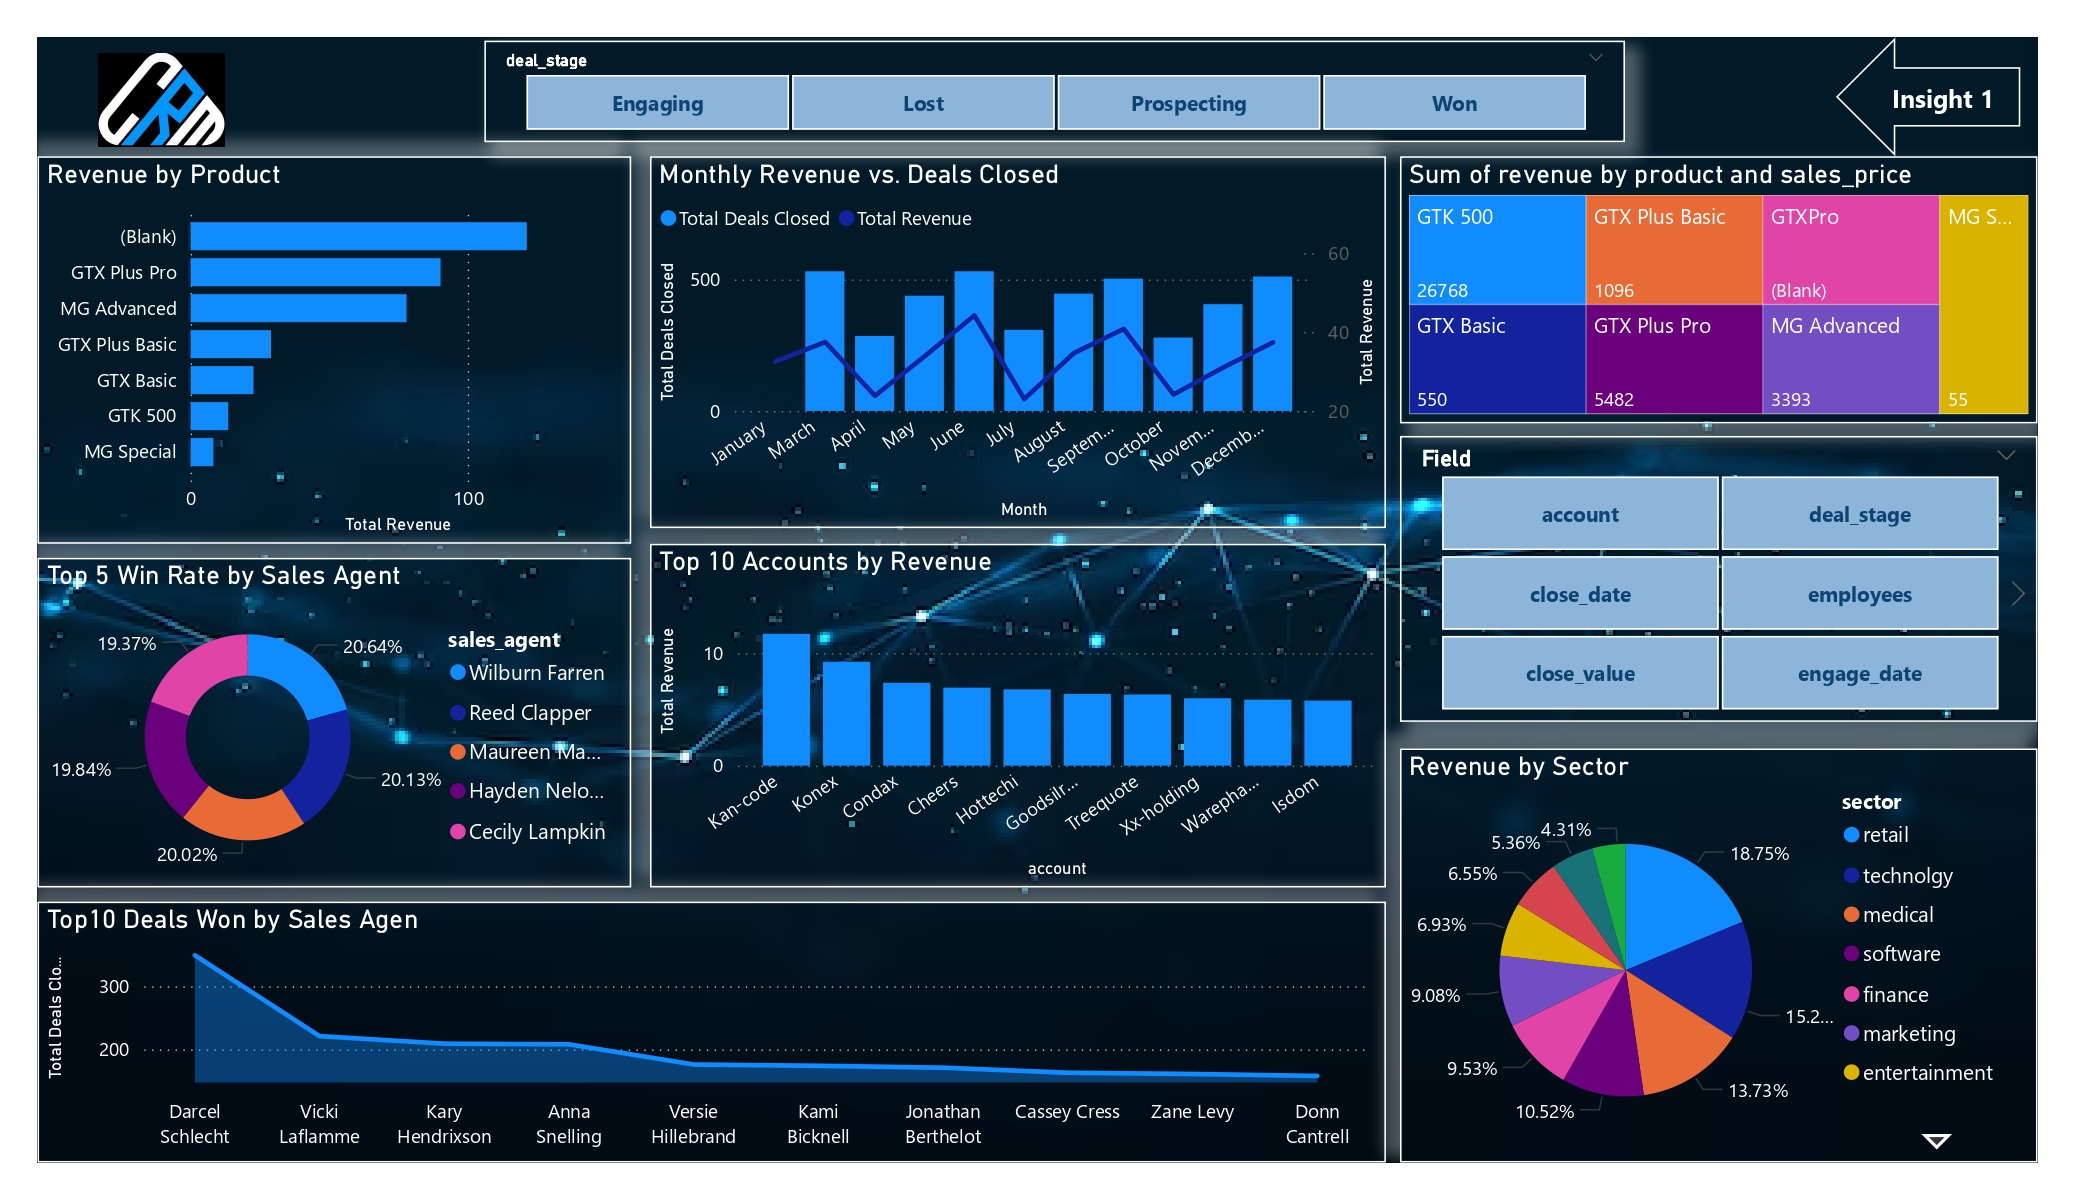 CRM
deal_stage
Engaging
Lost
Prospecting
Won
Insight 1
Revenue by Product
(Blank)
GTX Plus Pro
MG Advanced
GTX Plus Basic
GTX Basic
GTK 500
MG Special
0
100
Total Revenue
Monthly Revenue vs. Deals Closed
Total Deals Closed
Total Revenue
Total Deals Closed
500
0
60
40
20
Total Revenue
January
March
April
May
June
July
August
Septem...
October
Novem...
Decemb...
Month
Sum of revenue by product and sales_price
GTK 500
26768
GTX Plus Basic
1096
GTXPro
(Blank)
MG S...
55
GTX Basic
550
GTX Plus Pro
5482
MG Advanced
3393
Field
account
deal_stage
close_date
employees
close_value
engage_date
Top 5 Win Rate by Sales Agent
19.37%
20.64%
19.84%
20.13%
20.02%
sales_agent
Wilburn Farren
Reed Clapper
Maureen Ma...
Hayden Nelo...
Cecily Lampkin
Top 10 Accounts by Revenue
Total Revenue
10
0
Kan-code
Konex
Condax
Cheers
Hottechi
Goodsilr...
Treequote
Xx-holding
Warepha...
Isdom
account
Revenue by Sector
4.31%
5.36%
6.55%
6.93%
9.08%
9.53%
10.52%
18.75%
15.2...
13.73%
sector
retail
technolgy
medical
software
finance
marketing
entertainment
Top10 Deals Won by Sales Agen
Total Deals Clo...
300
200
Darcel
Schlecht
Vicki
Laflamme
Kary
Hendrixson
Anna
Snelling
Versie
Hillebrand
Kami
Bicknell
Jonathan
Berthelot
Cassey Cress
Zane Levy
Donn
Cantrell